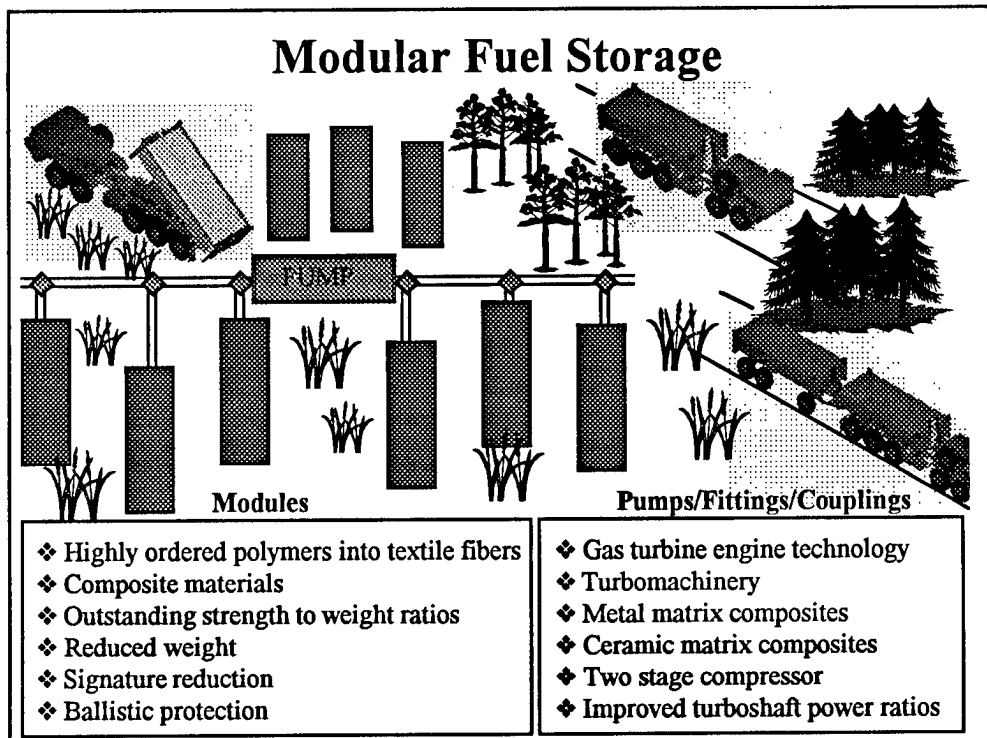 Modular Fuel Storage
PUMP
Modules
Pumps/Fittings/Couplings
❖ Highly ordered polymers into textile fibers
❖ Composite materials
❖ Outstanding strength to weight ratios
❖ Reduced weight
❖ Signature reduction
❖ Ballistic protection
❖ Gas turbine engine technology
❖ Turbomachinery
❖ Metal matrix composites
❖ Ceramic matrix composites
❖ Two stage compressor
❖ Improved turboshaft power ratios